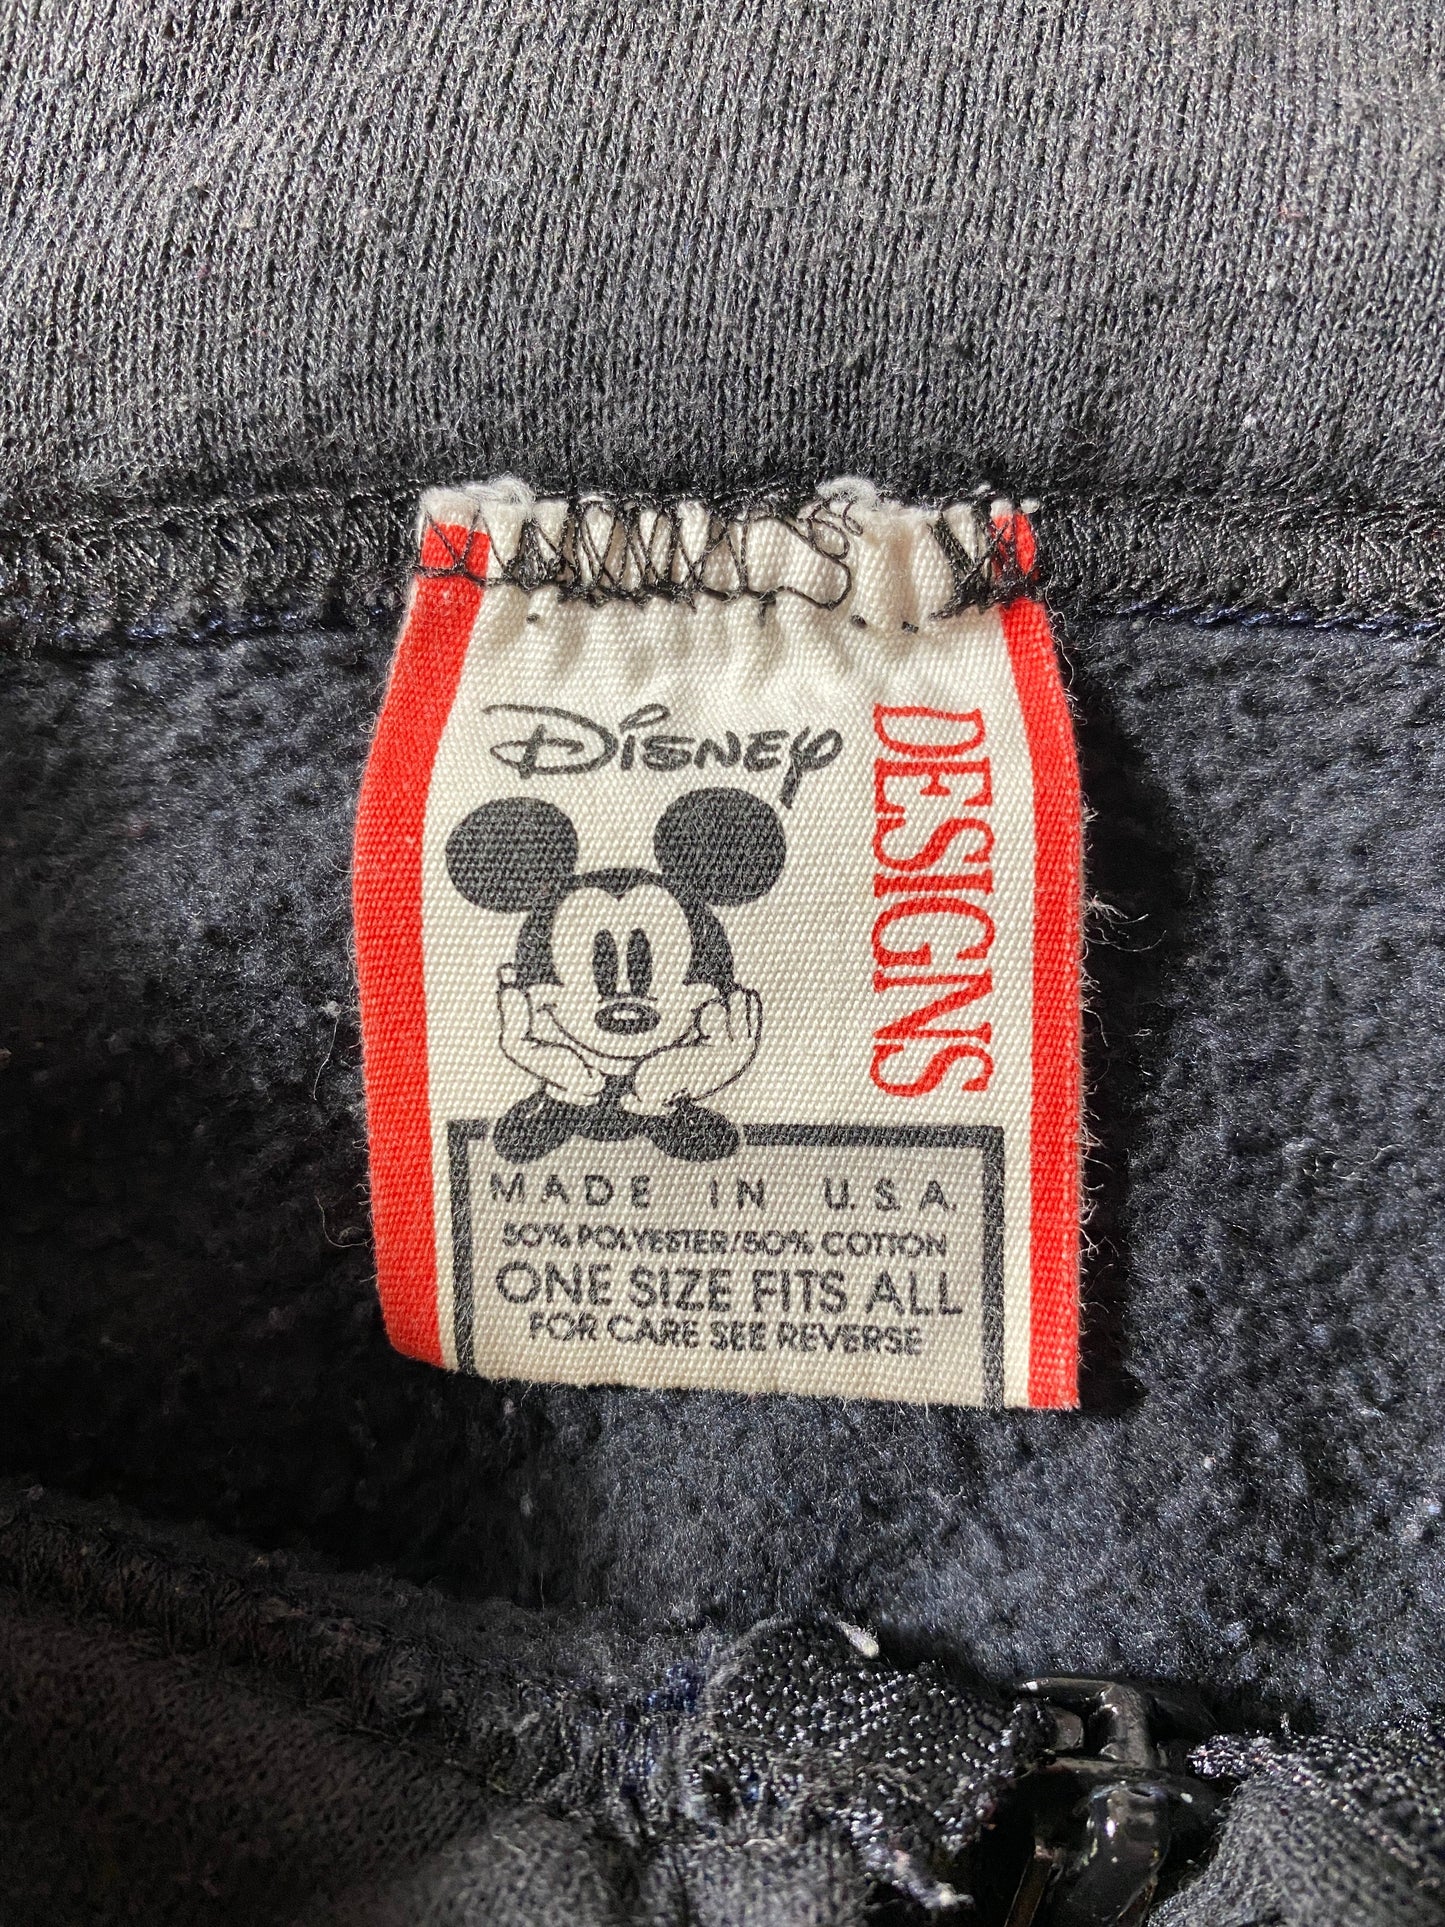 Disney
DESIGNS
MADE IN U.S.A.
50% POLYESTER/50% COTTON
ONE SIZE FITS ALL
FOR CARE SEE REVERSE